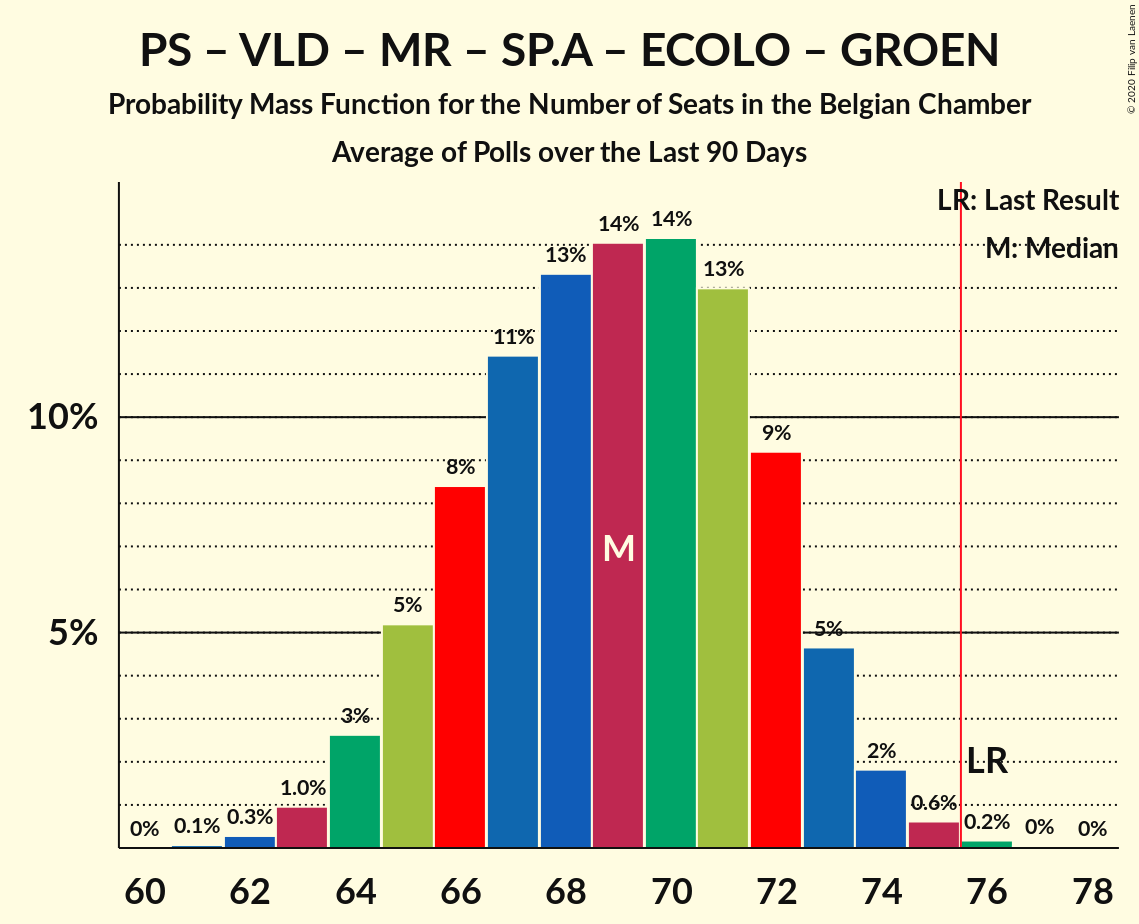 PS – VLD – MR – SP.A – ECOLO – GROEN
Probability Mass Function for the Number of Seats in the Belgian Chamber
Average of Polls over the Last 90 Days
© 2020 Filip van Laenen
LR: Last Result
M: Median
10%
5%
0%
0.1%
0.3%
1.0%
3%
5%
8%
11%
13%
14%
14%
13%
9%
5%
2%
0.6%
0.2%
0%
0%
M
LR
60 62 64 66 68 70 72 74 76 78